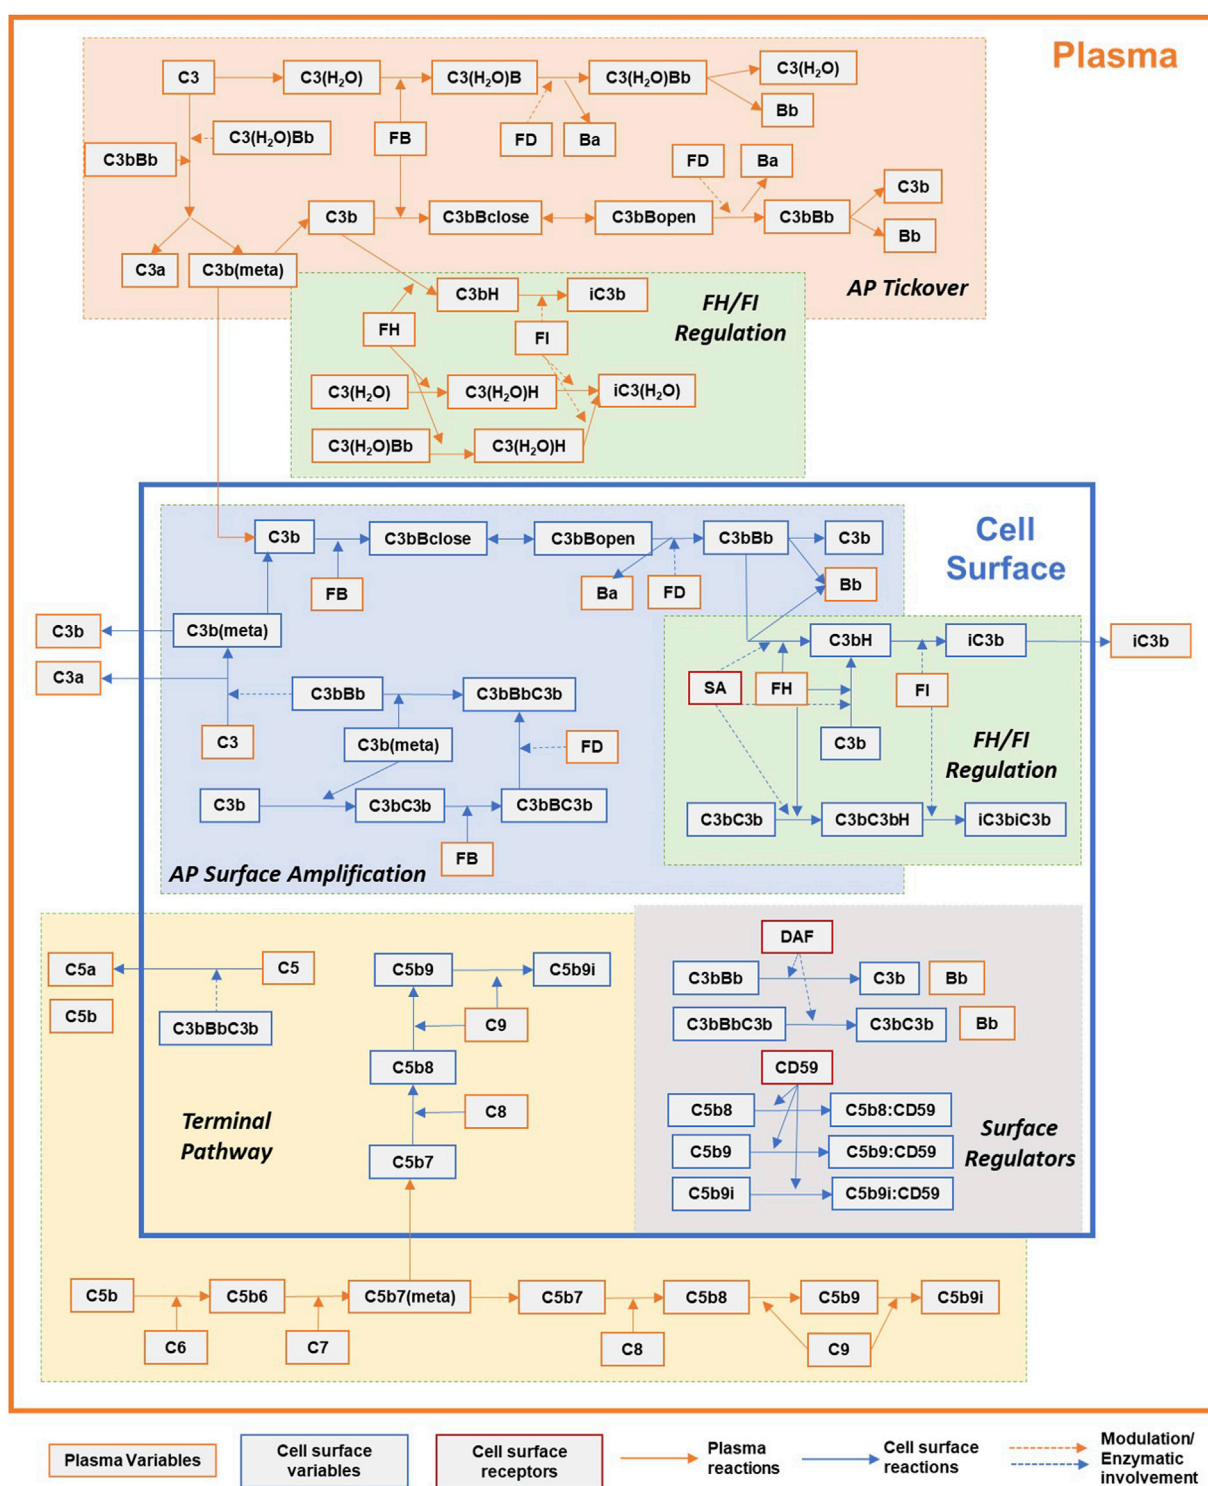 Plasma
C3
C3(H₂O)
C3(H₂O)B
C3(H₂O)Bb
C3(H₂O)
Bb
C3(H₂O)Bb
FB
FD
Ba
C3bBb
FD
Ba
C3b
C3b
C3bBclose
C3bBopen
C3bBb
Bb
C3a
C3b(meta)
AP Tickover
C3bH
iC3b
FH/FI
Regulation
FH
FI
C3(H₂O)
C3(H₂O)H
iC3(H₂O)
C3(H₂O)Bb
C3(H₂O)H
Cell
Surface
C3b
C3bBclose
C3bBopen
C3bBb
C3b
FB
Ba
FD
Bb
C3b
C3b(meta)
C3a
C3bBb
C3bBbC3b
C3
C3b(meta)
FD
C3b
C3bC3b
C3bBC3b
FB
AP Surface Amplification
C3bH
iC3b
iC3b
SA
FH
FI
C3b
FH/FI
Regulation
C3bC3b
C3bC3bH
iC3biC3b
C5a
C5
C5b
C3bBbC3b
C5b9
C5b9i
C9
C5b8
C8
C5b7
Terminal
Pathway
DAF
C3bBb
C3b
Bb
C3bBbC3b
C3bC3b
Bb
CD59
C5b8
C5b8:CD59
C5b9
C5b9:CD59
C5b9i
C5b9i:CD59
Surface
Regulators
C5b
C5b6
C5b7(meta)
C5b7
C5b8
C5b9
C5b9i
C6
C7
C8
C9
Plasma Variables
Cell surface
variables
Cell surface
receptors
Plasma
reactions
Cell surface
reactions
Modulation/
Enzymatic
involvement